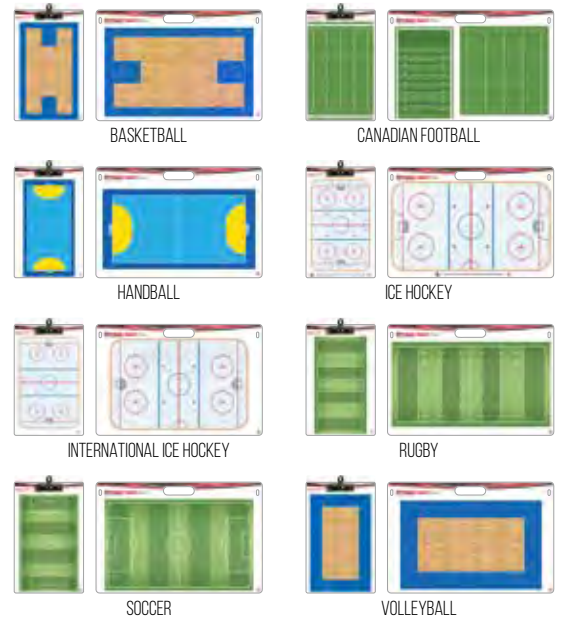 BASKETBALL
CANADIAN FOOTBALL
HANDBALL
ICE HOCKEY
INTERNATIONAL ICE HOCKEY
RUGBY
SOCCER
VOLLEYBALL